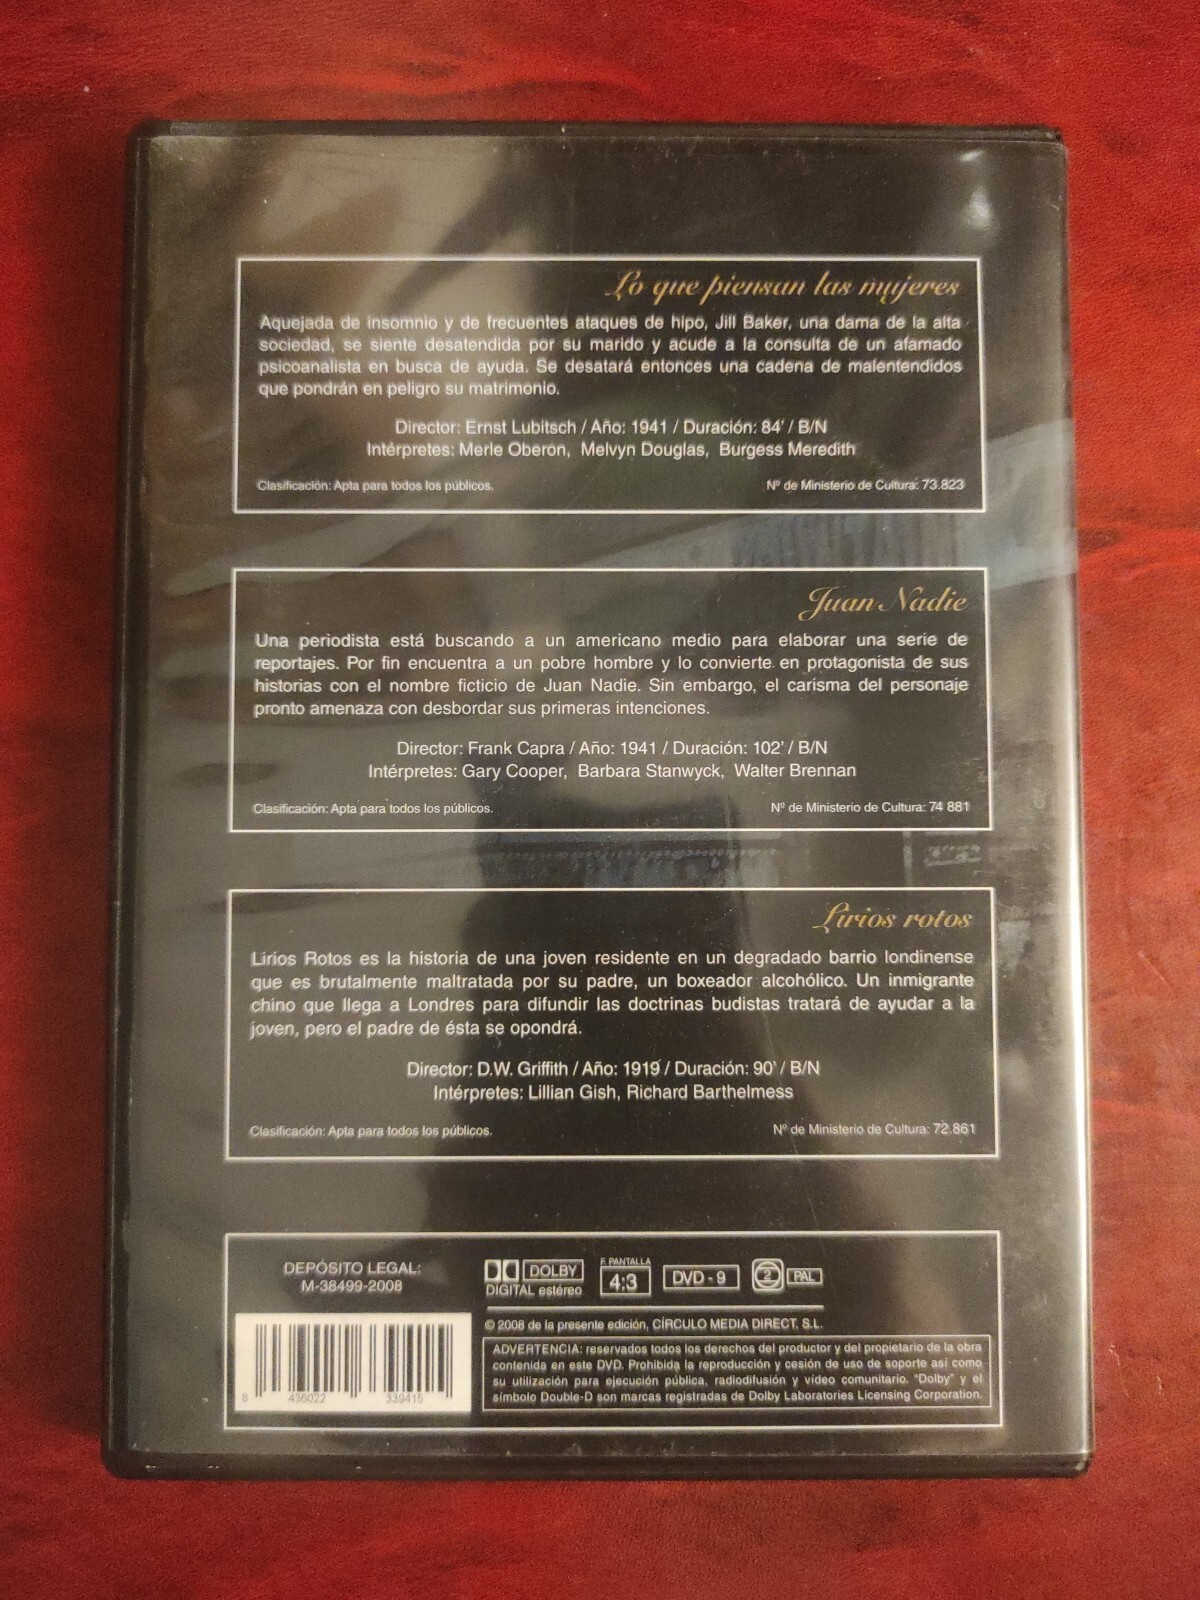 Lo que piensan las mujeres
Aquejada de insomnio y de frecuentes ataques de hipo, Jill Baker, una dama de la alta
sociedad, se siente desatendida por su marido y acude a la consulta de un afamado
psicoanalista en busca de ayuda. Se desatará entonces una cadena de malentendidos
que pondrán en peligro su matrimonio.
Director: Ernst Lubitsch / Año: 1941 / Duración: 84' / B/N
Intérpretes: Merle Oberon, Melvyn Douglas, Burgess Meredith
Clasificación: Apta para todos los públicos. Nº de Ministerio de Cultura: 73.823
Juan Nadie
Una periodista está buscando a un americano medio para elaborar una serie de
reportajes. Por fin encuentra a un pobre hombre y lo convierte en protagonista de sus
historias con el nombre ficticio de Juan Nadie. Sin embargo, el carisma del personaje
pronto amenaza con desbordar sus primeras intenciones.
Director: Frank Capra / Año: 1941 / Duración: 102' / B/N
Intérpretes: Gary Cooper, Barbara Stanwyck, Walter Brennan
Clasificación: Apta para todos los públicos. Nº de Ministerio de Cultura: 74 881
Lirios rotos
Lirios Rotos es la historia de una joven residente en un degradado barrio londinense
que es brutalmente maltratada por su padre, un boxeador alcohólico. Un inmigrante
chino que llega a Londres para difundir las doctrinas budistas tratará de ayudar a la
joven, pero el padre de ésta se opondrá.
Director: D.W. Griffith / Año: 1919 / Duración: 90' / B/N
Intérpretes: Lillian Gish, Richard Barthelmess
Clasificación: Apta para todos los públicos. Nº de Ministerio de Cultura: 72.861
DEPÓSITO LEGAL:
M-38499-2008
8 436022 339415
DOLBY
DIGITAL estéreo
F. PANTALLA
4:3
DVD - 9
2
PAL
© 2008 de la presente edición, CÍRCULO MEDIA DIRECT. S.L.
ADVERTENCIA: reservados todos los derechos del productor y del propietario de la obra
contenida en este DVD. Prohibida la reproducción y cesión de uso de soporte así como
su utilización para ejecución pública, radiodifusión y vídeo comunitario. "Dolby" y el
símbolo Double-D son marcas registradas de Dolby Laboratories Licensing Corporation.